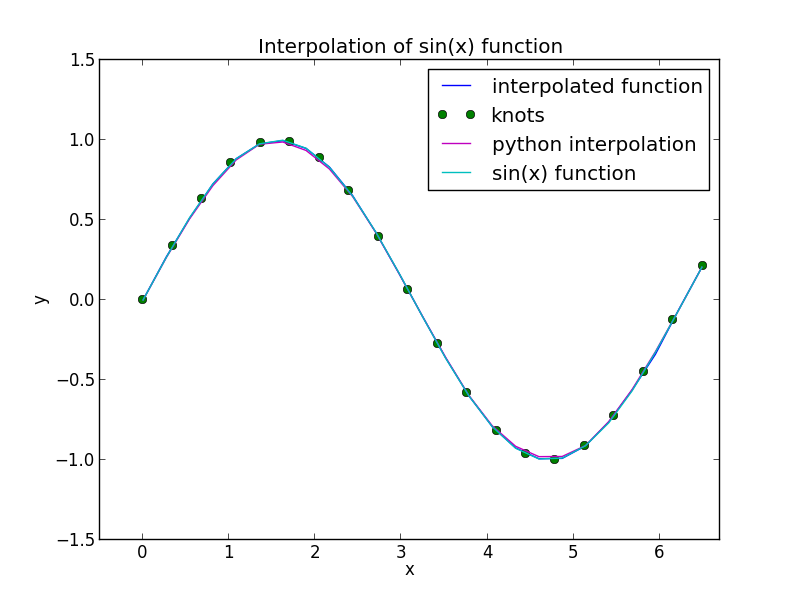 Interpolation of sin(x) function
1.5
1.0
0.5
0.0
−0.5
−1.0
−1.5
y
interpolated function
knots
python interpolation
sin(x) function
0 1 2 3 4 5 6
x